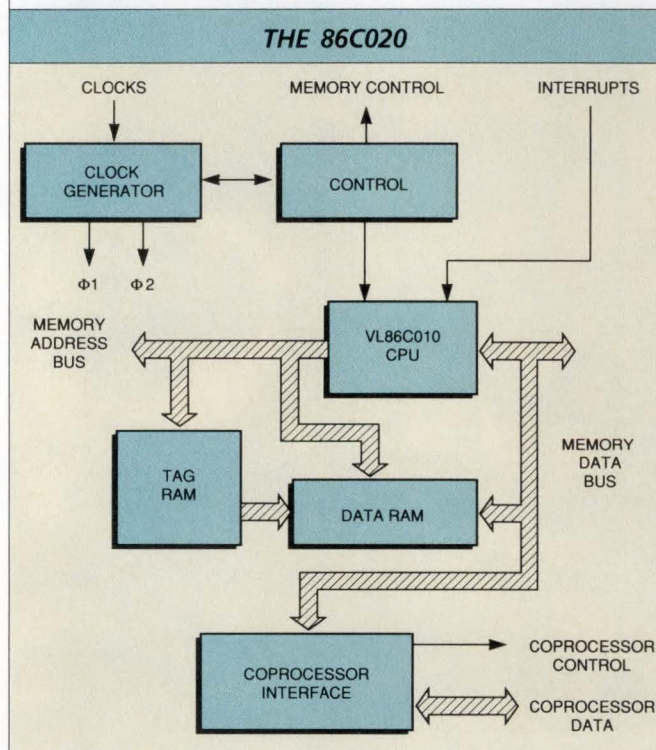 THE 86C020
CLOCKS
MEMORY CONTROL
INTERRUPTS
CLOCK
GENERATOR
CONTROL
Φ1
Φ2
MEMORY
ADDRESS
BUS
VL86C010
CPU
TAG
RAM
DATA RAM
MEMORY
DATA
BUS
COPROCESSOR
INTERFACE
COPROCESSOR
CONTROL
COPROCESSOR
DATA